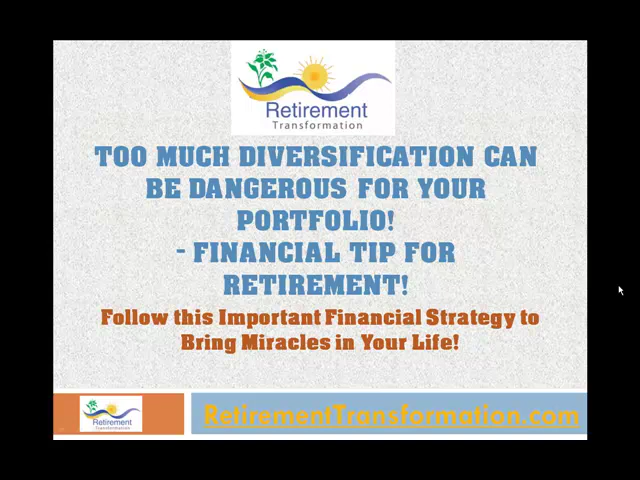 Retirement
Transformation
TOO MUCH DIVERSIFICATION CAN
BE DANGEROUS FOR YOUR
PORTFOLIO!
- FINANCIAL TIP FOR
RETIREMENT!
Follow this Important Financial Strategy to
Bring Miracles in Your Life!
Retirement
Transformation
RetirementTransformation.com